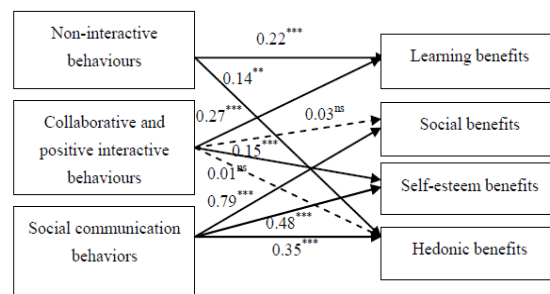 Non-interactive
behaviours
Collaborative and
positive interactive
behaviours
Social communication
behaviors
0.22***
0.14**
0.27***
0.03ns
0.15***
0.01ns
0.79***
0.48***
0.35***
Learning benefits
Social benefits
Self-esteem benefits
Hedonic benefits